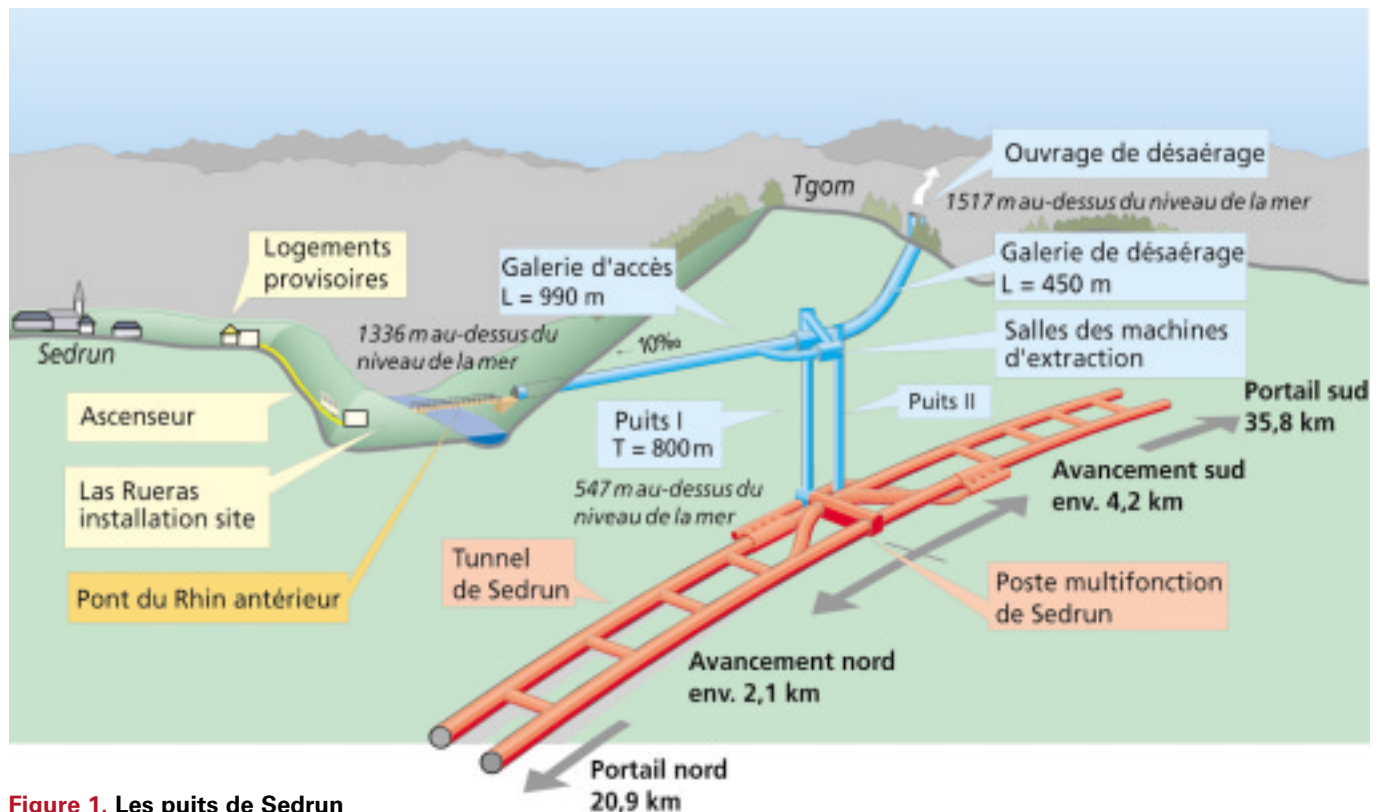 Ouvrage de désaérage
Tgom
1517 m au-dessus du niveau de la mer
Logements
provisoires
Galerie d'accès
L = 990 m
Galerie de désaérage
L = 450 m
Sedrun
1336 m au-dessus du
niveau de la mer
10‰
Salles des machines
d'extraction
Ascenseur
Puits I
T = 800 m
Puits II
Portail sud
35,8 km
Las Rueras
installation site
547 m au-dessus du
niveau de la mer
Avancement sud
env. 4,2 km
Tunnel
de Sedrun
Pont du Rhin antérieur
Poste multifonction
de Sedrun
Avancement nord
env. 2,1 km
Portail nord
20,9 km
Figure 1. Les puits de Sedrun